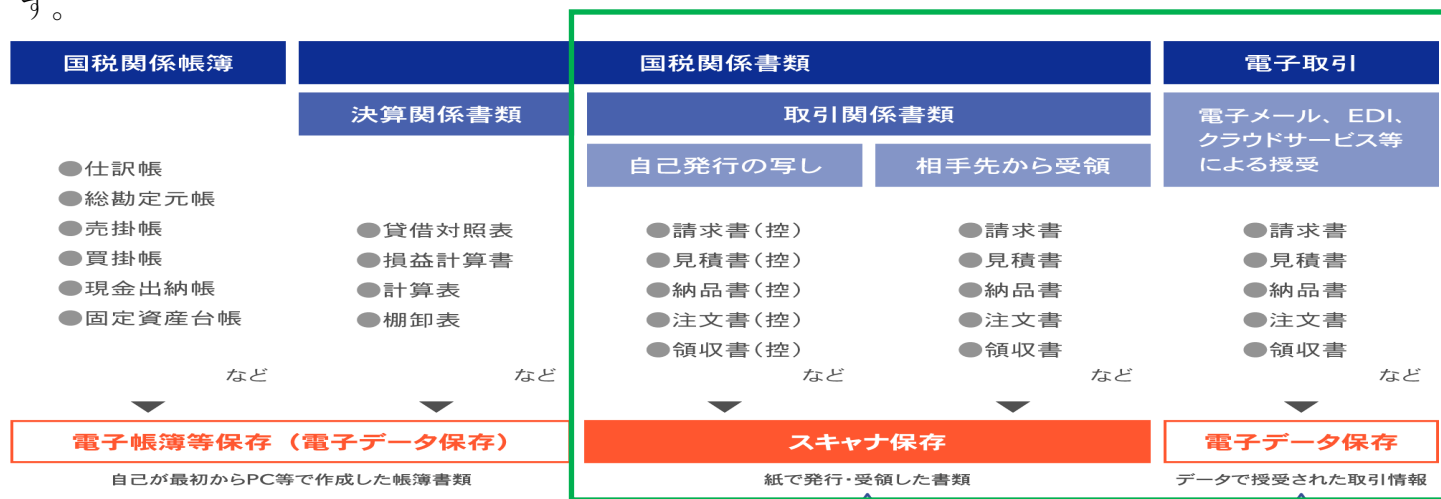 す。
国税関係帳簿
国税関係書類
電子取引
決算関係書類
取引関係書類
電子メール、EDI、
クラウドサービス等
による授受
自己発行の写し
相手先から受領
●仕訳帳
●総勘定元帳
●売掛帳
●買掛帳
●現金出納帳
●固定資産台帳
など
●貸借対照表
●損益計算書
●計算表
●棚卸表
など
●請求書(控)
●見積書(控)
●納品書(控)
●注文書(控)
●領収書(控)
など
●請求書
●見積書
●納品書
●注文書
●領収書
など
●請求書
●見積書
●納品書
●注文書
●領収書
など
電子帳簿等保存(電子データ保存)
スキャナ保存
電子データ保存
自己が最初からPC等で作成した帳簿書類
紙で発行・受領した書類
データで授受された取引情報